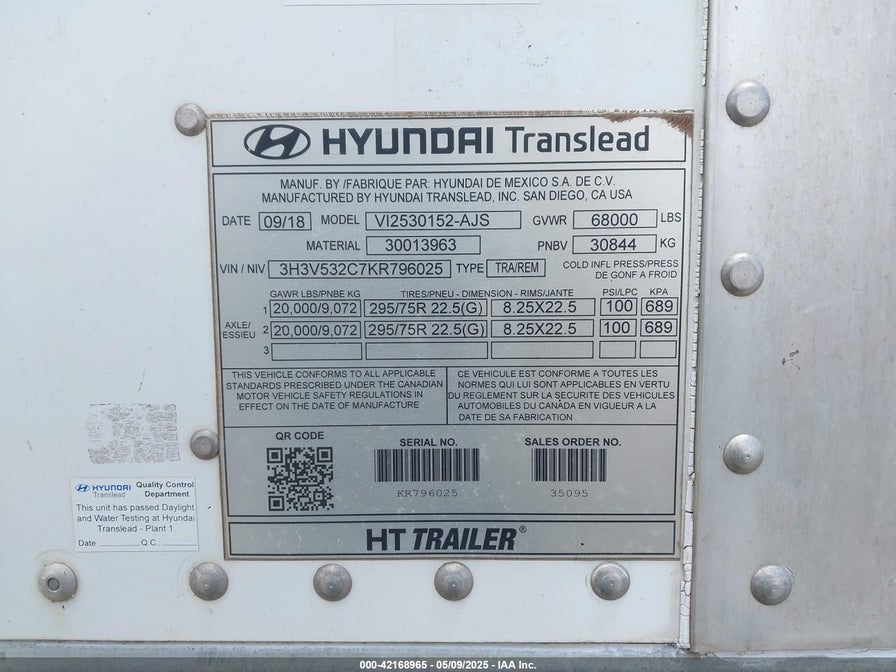 HYUNDAI Translead
MANUF. BY /FABRIQUE PAR: HYUNDAI DE MEXICO S.A. DE C.V.
MANUFACTURED BY HYUNDAI TRANSLEAD, INC. SAN DIEGO, CA USA
DATE 09/18 MODEL VI2530152-AJS GVWR 68000 LBS
MATERIAL 30013963 PNBV 30844 KG
VIN / NIV 3H3V532C7KR796025 TYPE TRA/REM COLD INFL PRESS/PRESS
DE GONF A FROID
GAWR LBS/PNBE KG TIRES/PNEU - DIMENSION - RIMS/JANTE PSI/LPC KPA
AXLE/
ESSIEU
1 20,000/9,072 295/75R 22.5(G) 8.25X22.5 100 689
2 20,000/9,072 295/75R 22.5(G) 8.25X22.5 100 689
3
THIS VEHICLE CONFORMS TO ALL APPLICABLE
STANDARDS PRESCRIBED UNDER THE CANADIAN
MOTOR VEHICLE SAFETY REGULATIONS IN
EFFECT ON THE DATE OF MANUFACTURE
CE VEHICULE EST CONFORME A TOUTES LES
NORMES QUI LUI SONT APPLICABLES EN VERTU
DU REGLEMENT SUR LA SECURITE DES VEHICULES
AUTOMOBILES DU CANADA EN VIGUEUR A LA
DATE DE SA FABRICATION
QR CODE
SERIAL NO.
KR796025
SALES ORDER NO.
35095
HT TRAILER®
HYUNDAI Translead
Quality Control
Department
This unit has passed Daylight
and Water Testing at Hyundai
Translead - Plant 1.
Date: Q.C.:
000-42168965 | 05/09/2025 | IAA Inc.